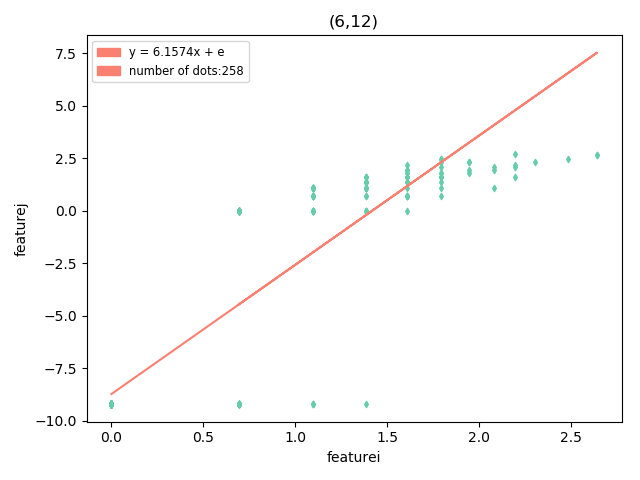 (6,12)
y = 6.1574x + e
number of dots:258
7.5
5.0
2.5
0.0
−2.5
−5.0
−7.5
−10.0
featurej
0.0 0.5 1.0 1.5 2.0 2.5
featurei